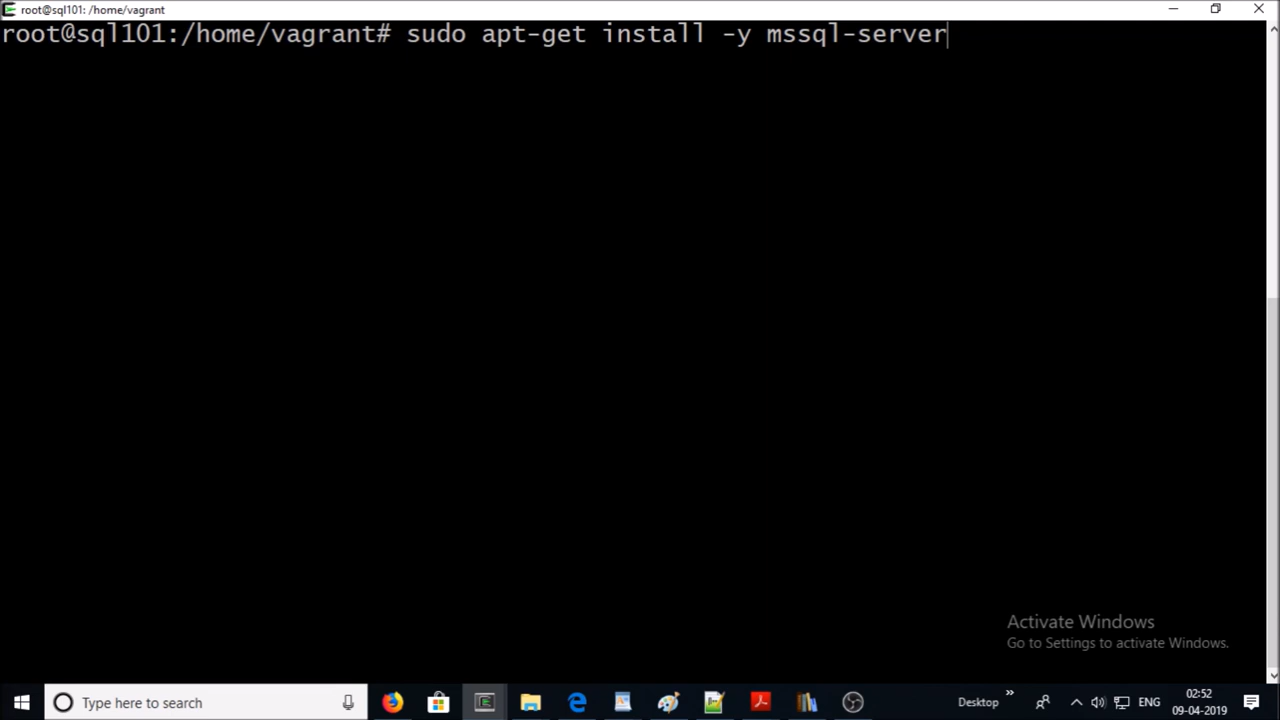 root@sql101: /home/vagrant
root@sql101:/home/vagrant# sudo apt-get install -y mssql-server
Activate Windows
Go to Settings to activate Windows.
Type here to search
Desktop
ENG
02:52
09-04-2019